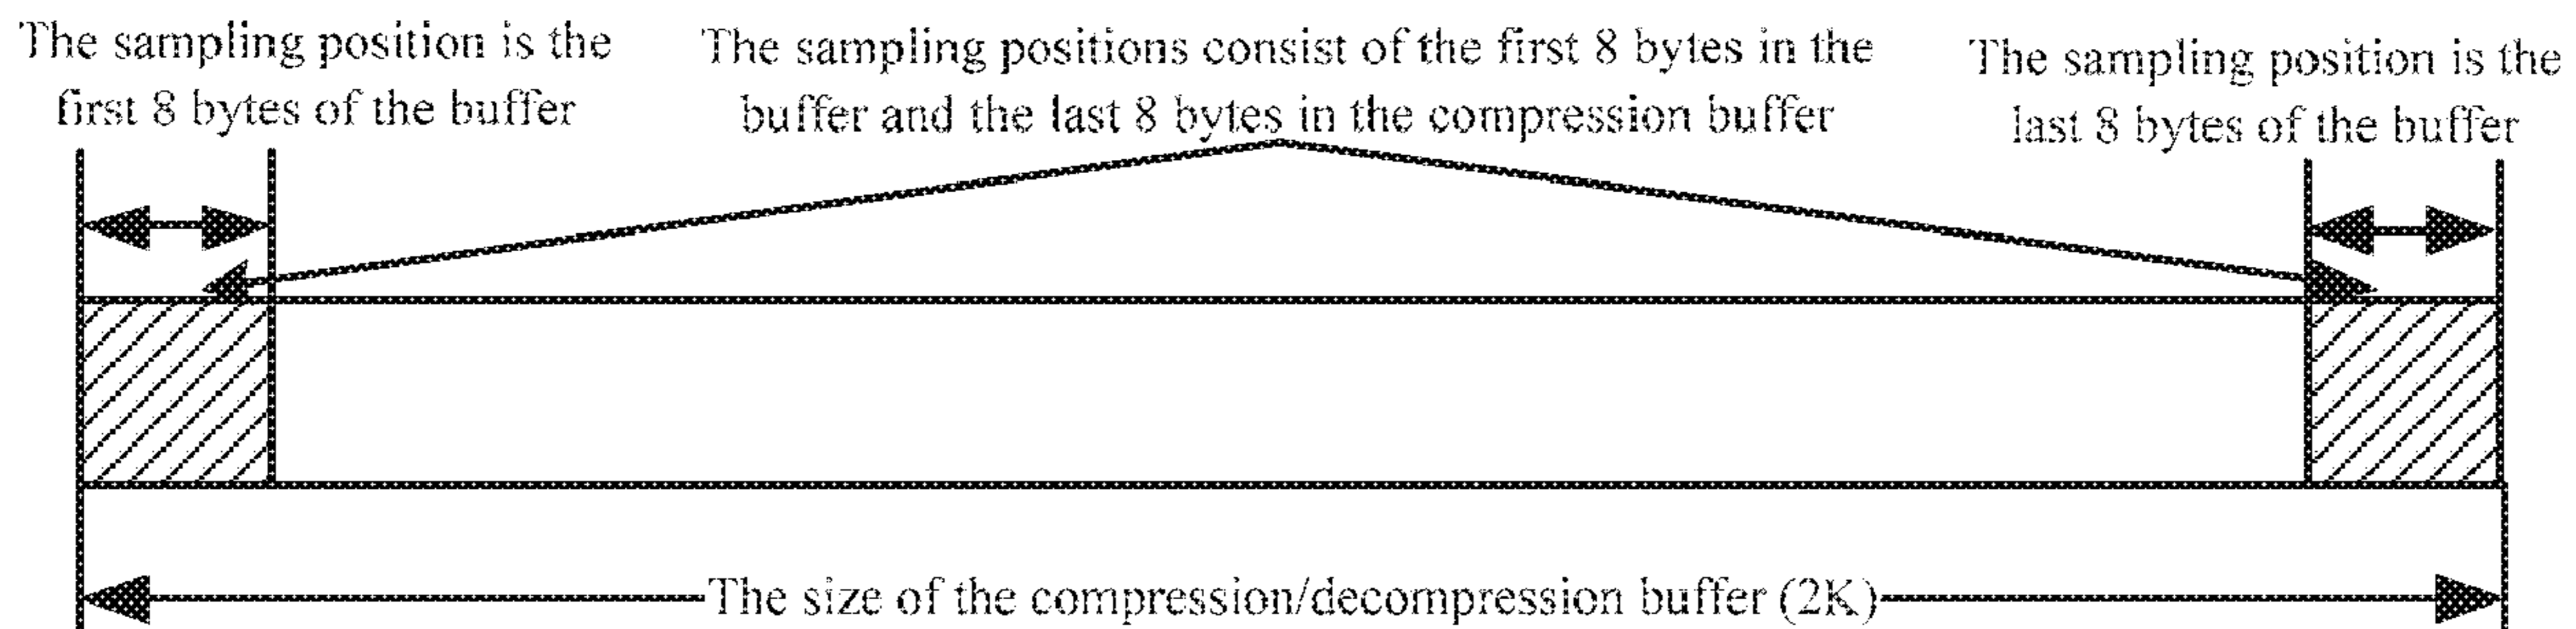 The sampling position is the
first 8 bytes of the buffer
The sampling positions consist of the first 8 bytes in the
buffer and the last 8 bytes in the compression buffer
The sampling position is the
last 8 bytes of the buffer
The size of the compression/decompression buffer (2K)